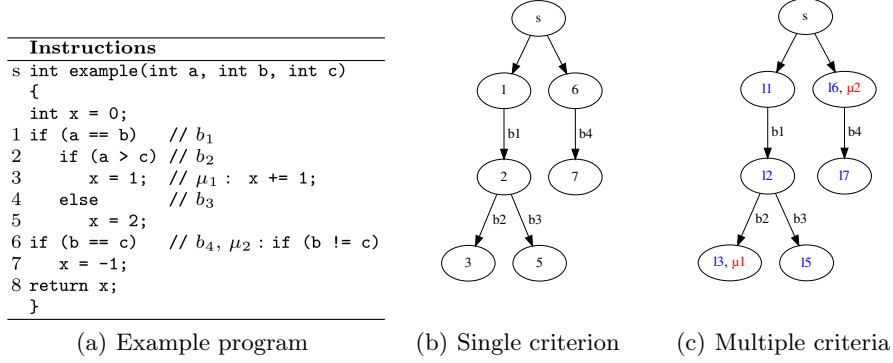 Instructions
s int example(int a, int b, int c)
{
int x = 0;
1 if (a == b) // b₁
2 if (a > c) // b₂
3 x = 1; // μ₁ : x += 1;
4 else // b₃
5 x = 2;
6 if (b == c) // b₄, μ₂ : if (b != c)
7 x = -1;
8 return x;
}
(a) Example program
s
1 6
b1 b4
2 7
b2 b3
3 5
(b) Single criterion
s
l1 l6, μ2
b1 b4
l2 l7
b2 b3
l3, μ1 l5
(c) Multiple criteria